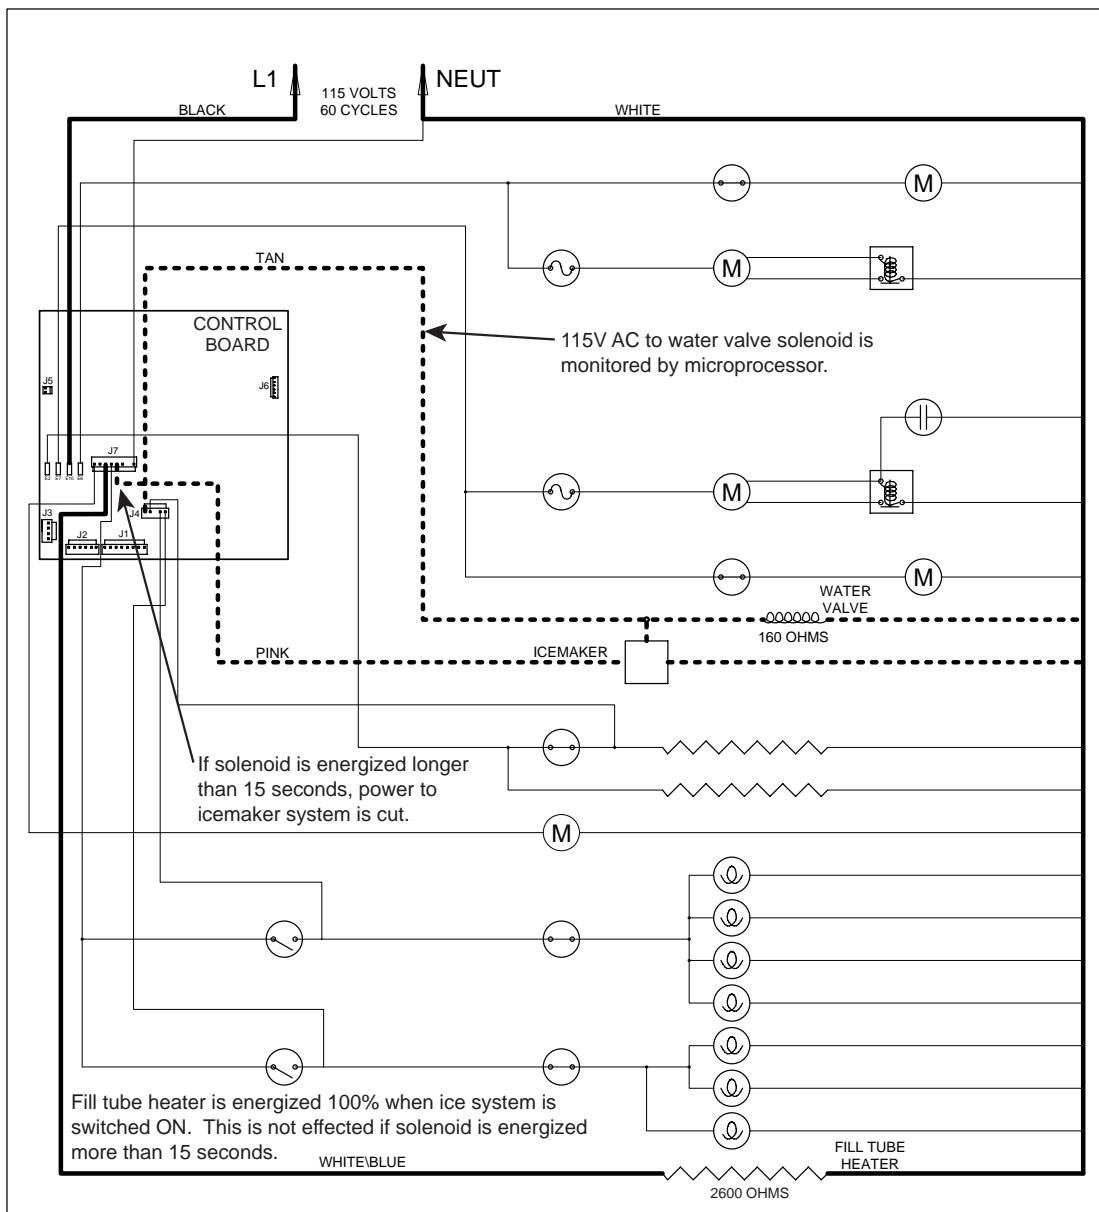 L1
NEUT
115 VOLTS
60 CYCLES
BLACK
WHITE
TAN
CONTROL
BOARD
115V AC to water valve solenoid is
monitored by microprocessor.
J5
J6
J7
M
M
M
M
J4
J3
J2
J1
WATER
VALVE
160 OHMS
PINK
ICEMAKER
If solenoid is energized longer
than 15 seconds, power to
icemaker system is cut.
M
Fill tube heater is energized 100% when ice system is
switched ON. This is not effected if solenoid is energized
more than 15 seconds.
WHITE\BLUE
FILL TUBE
HEATER
2600 OHMS